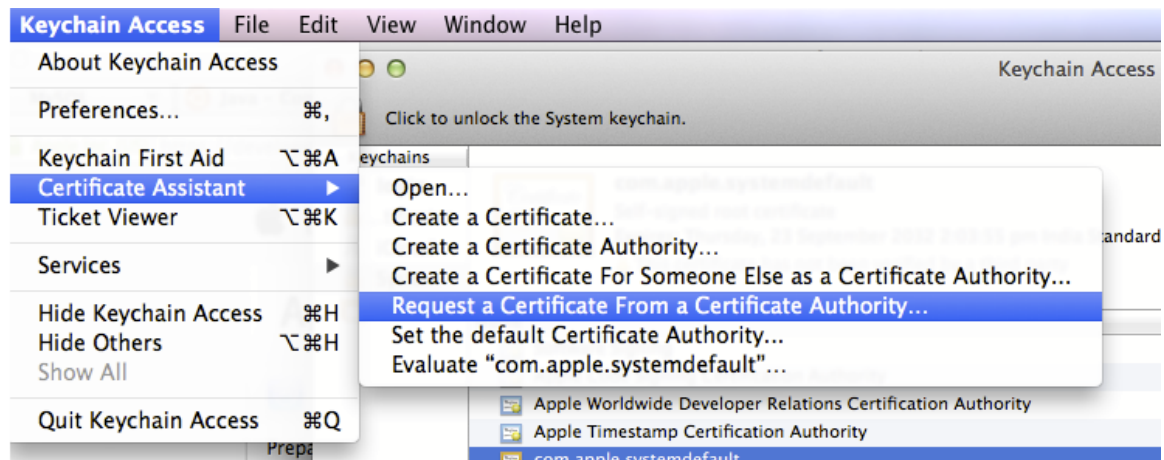 Keychain Access File Edit View Window Help
About Keychain Access
Preferences... ⌘,
Keychain First Aid ⌥⌘A
Certificate Assistant ▶
Ticket Viewer ⌥⌘K
Services ▶
Hide Keychain Access ⌘H
Hide Others ⌥⌘H
Show All
Quit Keychain Access ⌘Q
Keychain Access
Click to unlock the System keychain.
eychains
Open...
Create a Certificate...
Create a Certificate Authority...
Create a Certificate For Someone Else as a Certificate Authority...
Request a Certificate From a Certificate Authority...
Set the default Certificate Authority...
Evaluate “com.apple.systemdefault”...
com.apple.systemdefault
Self-signed root certificate
tandard
Apple Worldwide Developer Relations Certification Authority
Apple Timestamp Certification Authority
com.apple.systemdefault
Prepa